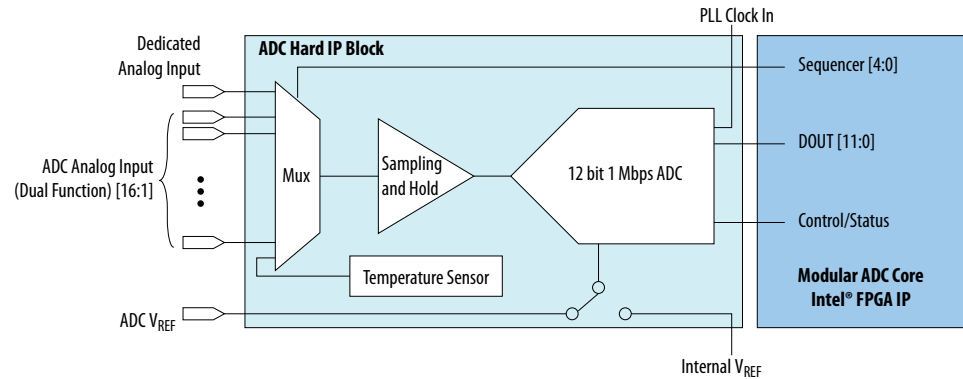 PLL Clock In
Dedicated
Analog Input
ADC Hard IP Block
Sequencer [4:0]
DOUT [11:0]
ADC Analog Input
(Dual Function) [16:1]
Mux
Sampling
and Hold
12 bit 1 Mbps ADC
Control/Status
Temperature Sensor
Modular ADC Core
Intel® FPGA IP
ADC VREF
Internal VREF